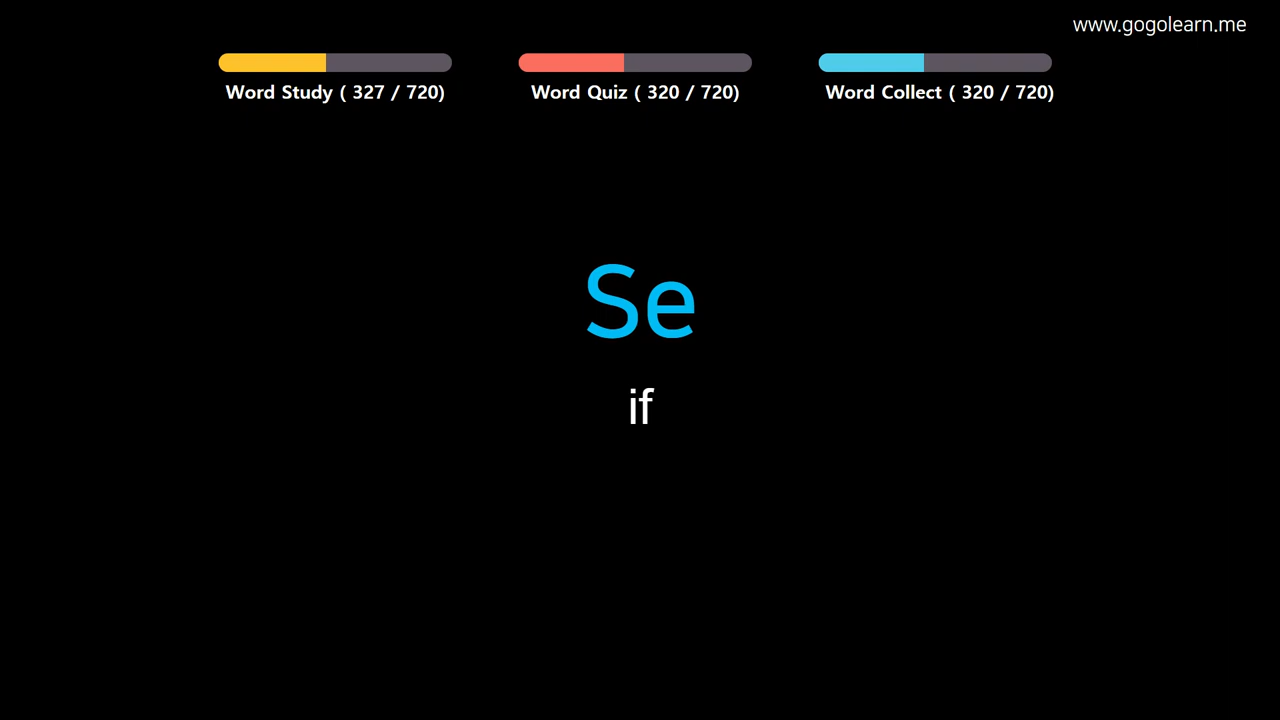 www.gogolearn.me
Word Study ( 327 / 720)
Word Quiz ( 320 / 720)
Word Collect ( 320 / 720)
Se
if